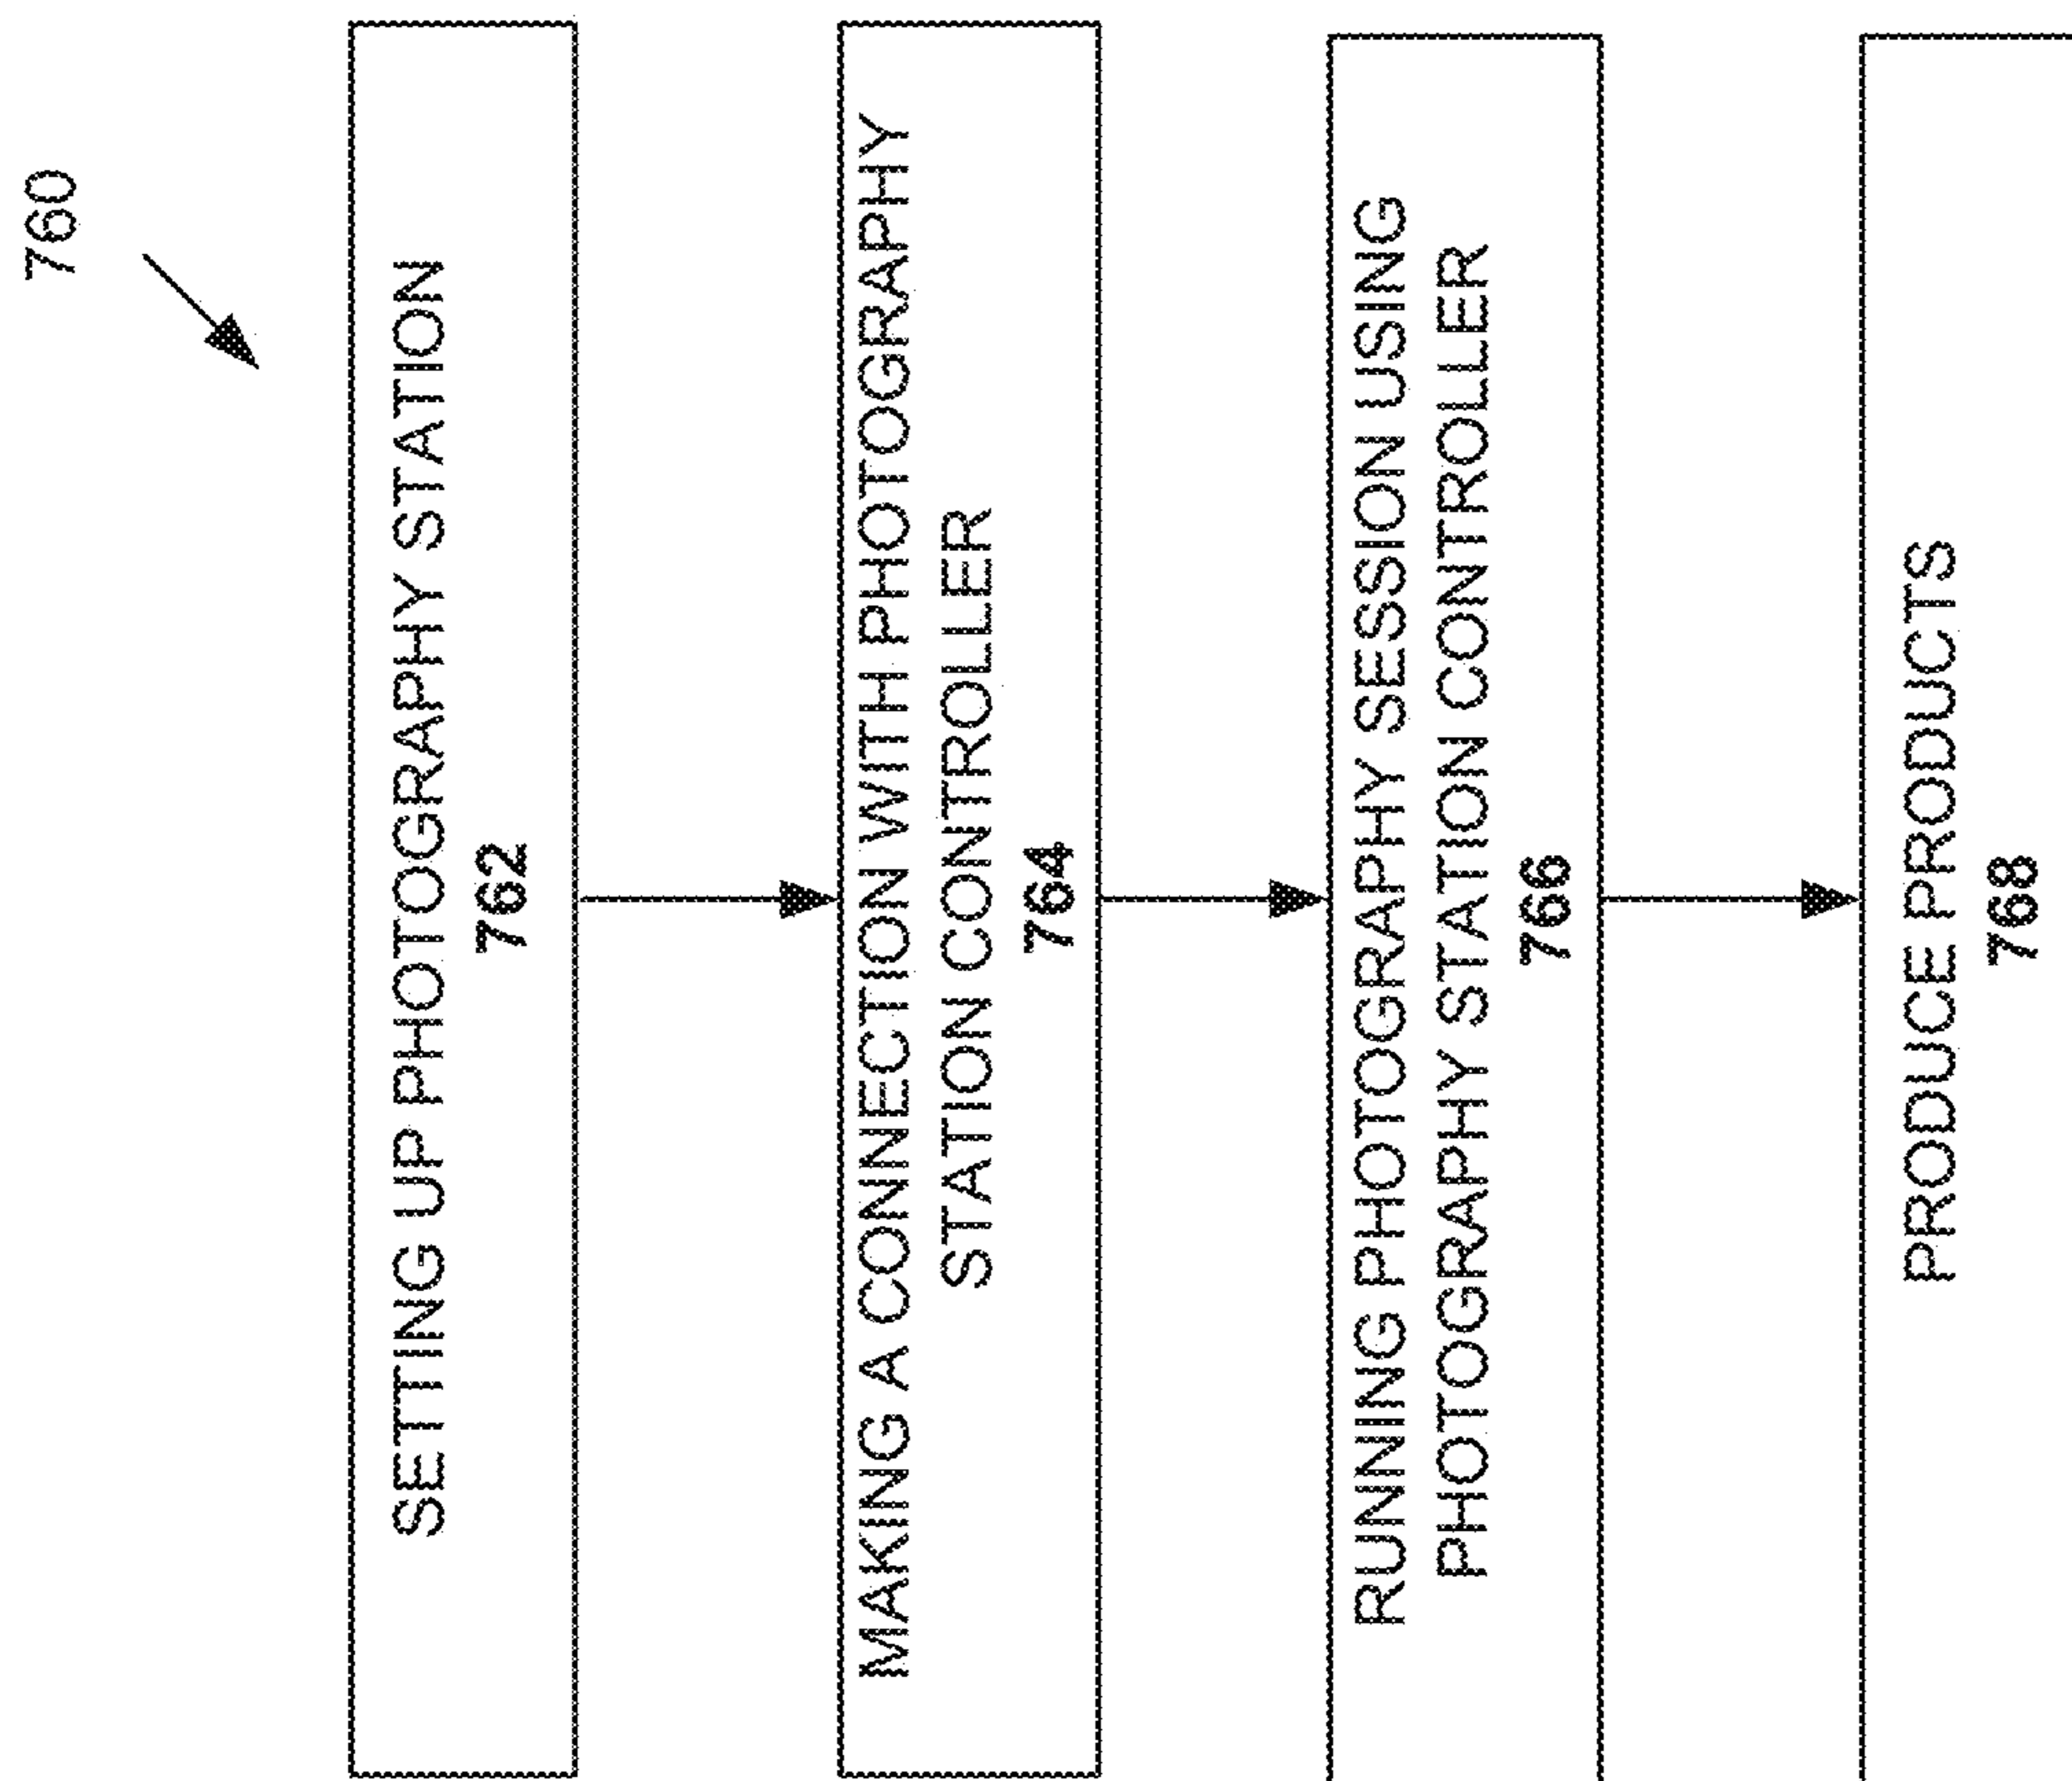 760
SETTING UP PHOTOGRAPHY STATION
762
MAKING A CONNECTION WITH PHOTOGRAPHY
STATION CONTROLLER
764
RUNNING PHOTOGRAPHY SESSION USING
PHOTOGRAPHY STATION CONTROLLER
766
PRODUCE PRODUCTS
768